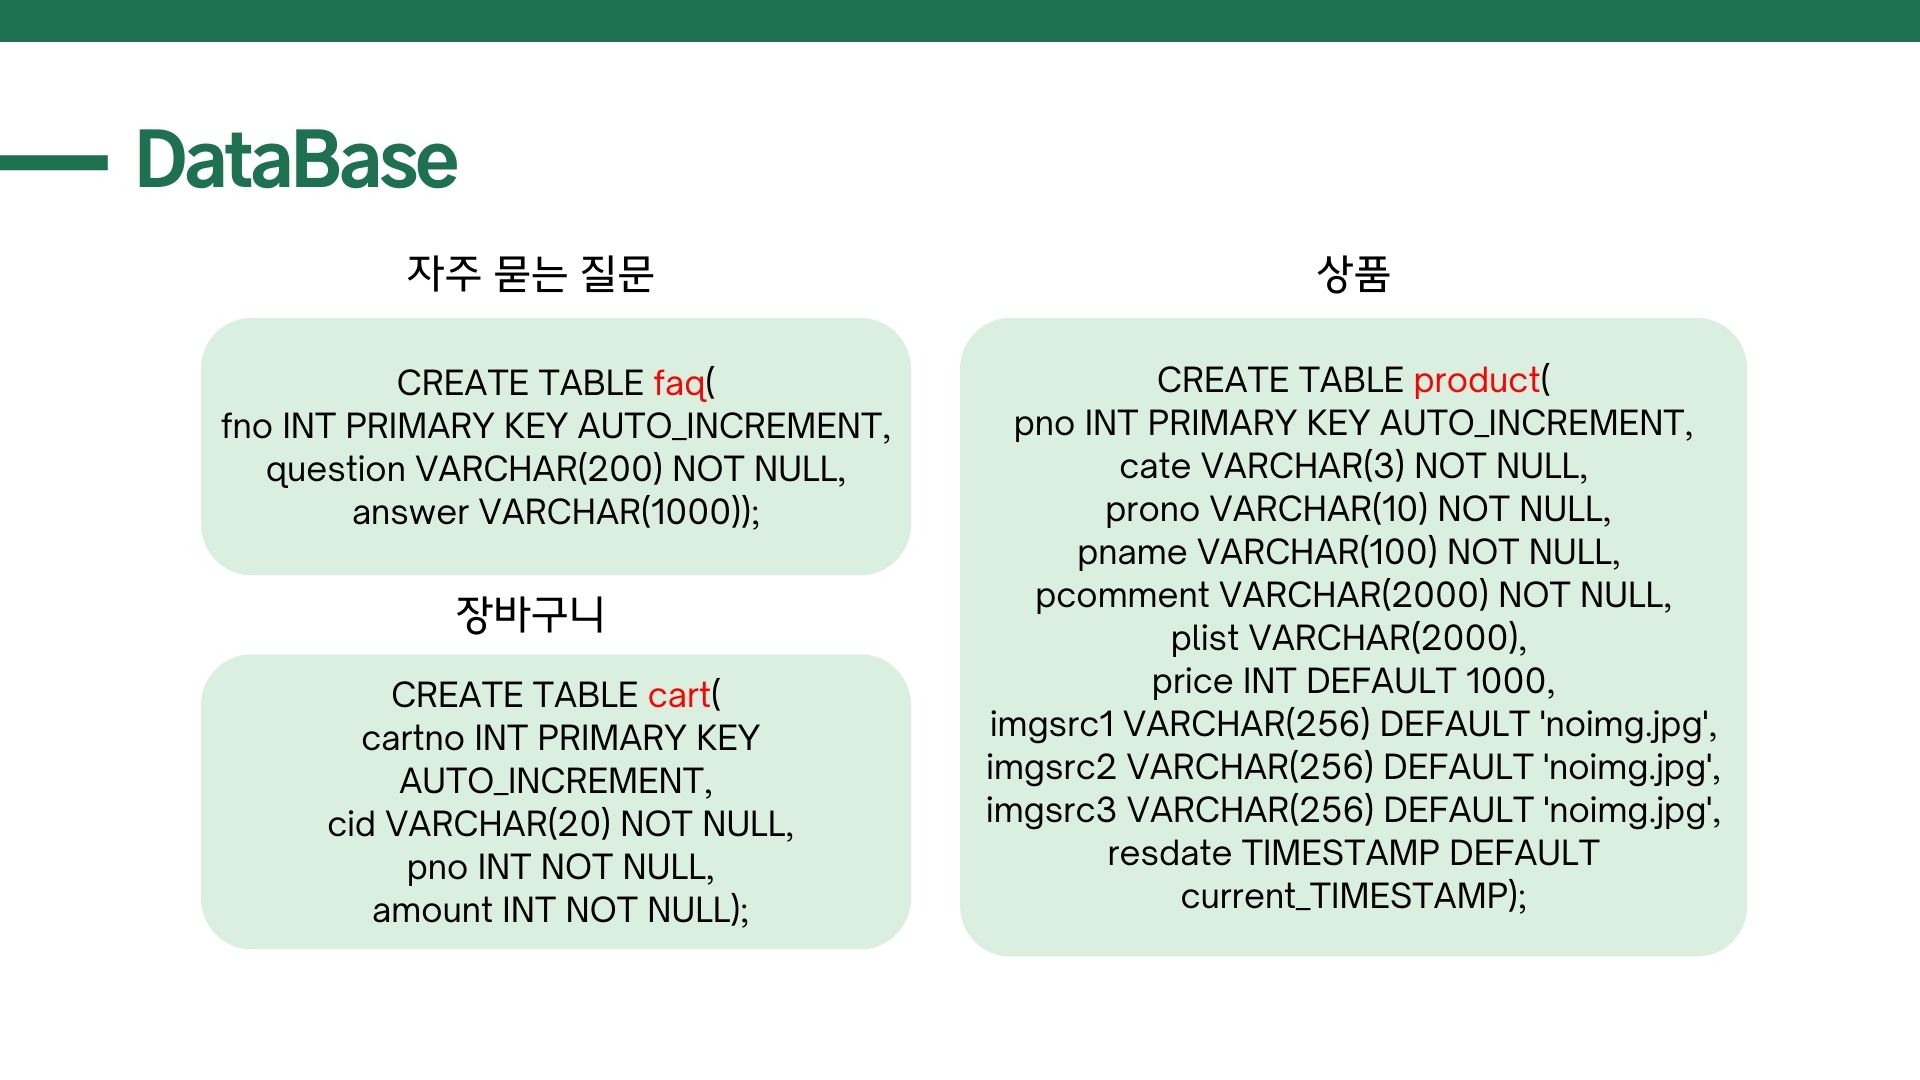 DataBase
자주 묻는 질문
CREATE TABLE faq(
fno INT PRIMARY KEY AUTO_INCREMENT,
question VARCHAR(200) NOT NULL,
answer VARCHAR(1000));
장바구니
CREATE TABLE cart(
cartno INT PRIMARY KEY
AUTO_INCREMENT,
cid VARCHAR(20) NOT NULL,
pno INT NOT NULL,
amount INT NOT NULL);
상품
CREATE TABLE product(
pno INT PRIMARY KEY AUTO_INCREMENT,
cate VARCHAR(3) NOT NULL,
prono VARCHAR(10) NOT NULL,
pname VARCHAR(100) NOT NULL,
pcomment VARCHAR(2000) NOT NULL,
plist VARCHAR(2000),
price INT DEFAULT 1000,
imgsrc1 VARCHAR(256) DEFAULT 'noimg.jpg',
imgsrc2 VARCHAR(256) DEFAULT 'noimg.jpg',
imgsrc3 VARCHAR(256) DEFAULT 'noimg.jpg',
resdate TIMESTAMP DEFAULT
current_TIMESTAMP);